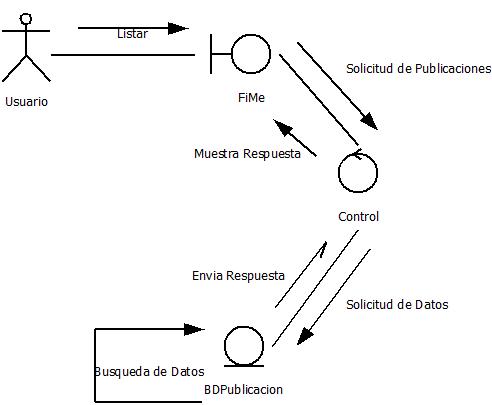 Listar
Solicitud de Publicaciones
Usuario
FiMe
Muestra Respuesta
Control
Envia Respuesta
Solicitud de Datos
Busqueda de Datos
BDPublicacion